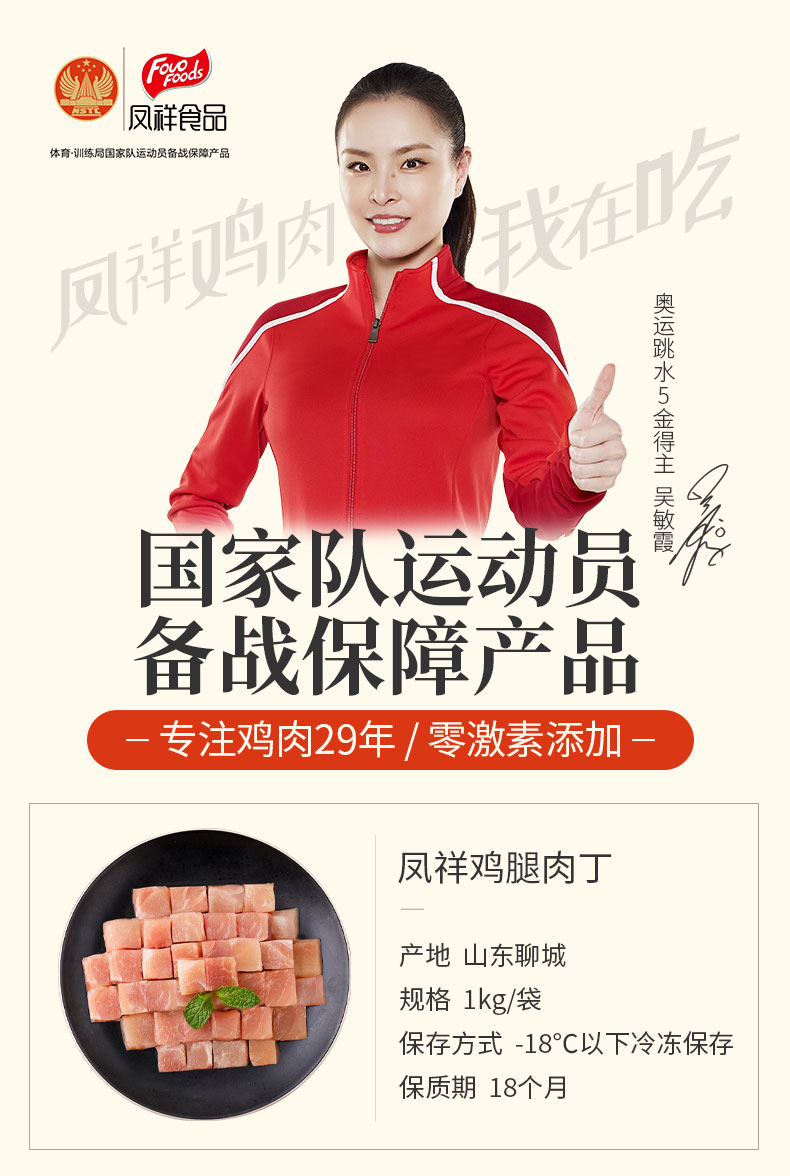 NSTC
Fovo Foods
凤祥食品
体育·训练局国家队运动员备战保障产品
凤祥鸡肉 我在吃
奥运跳水5金得主 吴敏霞
国家队运动员
备战保障产品
专注鸡肉29年 / 零激素添加
凤祥鸡腿肉丁
产地 山东聊城
规格 1kg/袋
保存方式 -18℃以下冷冻保存
保质期 18个月